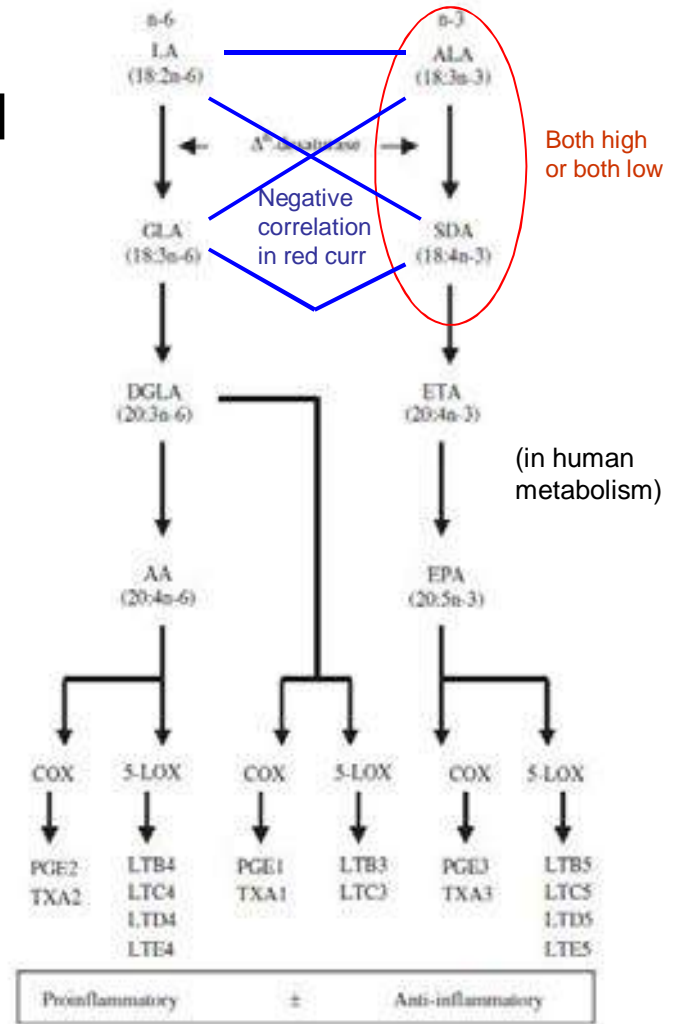 n-6
n-3
LA
(18:2n-6)
ALA
(18:3n-3)
Both high
or both low
Δ6-desaturase
Negative
correlation
in red curr
GLA
(18:3n-6)
SDA
(18:4n-3)
DGLA
(20:3n-6)
ETA
(20:4n-3)
(in human
metabolism)
AA
(20:4n-6)
EPA
(20:5n-3)
COX
5-LOX
COX
5-LOX
COX
5-LOX
PGE2
TXA2
LTB4
LTC4
LTD4
LTE4
PGE1
TXA1
LTB3
LTC3
PGE3
TXA3
LTB5
LTC5
LTD5
LTE5
Proinflammatory ± Anti-inflammatory